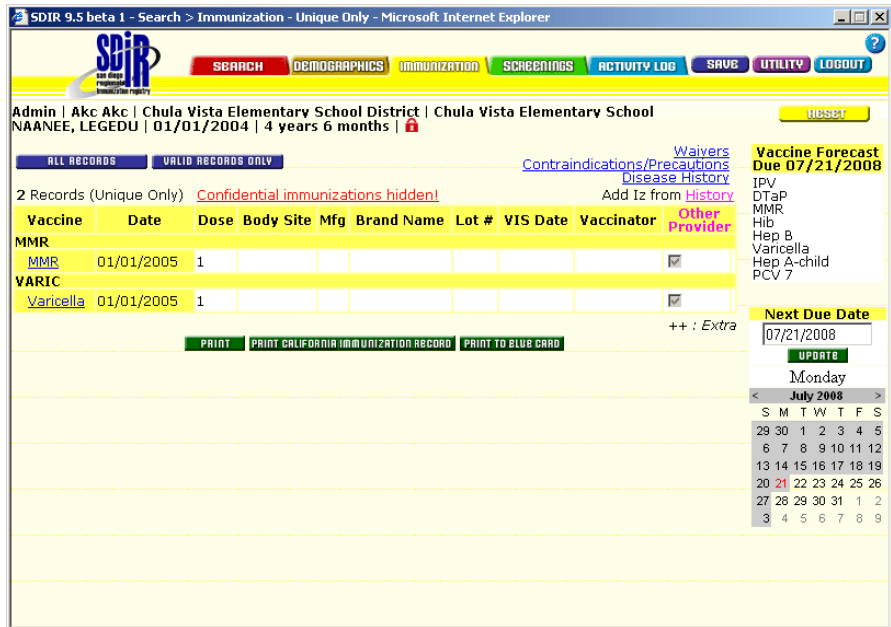 SDIR 9.5 beta 1 - Search > Immunization - Unique Only - Microsoft Internet Explorer
SDiR
san diego
regional
immunization registry
SEARCH DEMOGRAPHICS IMMUNIZATION SCREENINGS ACTIVITY LOG SAVE UTILITY LOGOUT
?
Admin | Akc Akc | Chula Vista Elementary School District | Chula Vista Elementary School
NAANEE, LEGEDU | 01/01/2004 | 4 years 6 months |
RESET
ALL RECORDS VALID RECORDS ONLY
Waivers
Contraindications/Precautions
Disease History
2 Records (Unique Only) Confidential immunizations hidden! Add Iz from History
Vaccine Date Dose Body Site Mfg Brand Name Lot # VIS Date Vaccinator Other Provider
MMR
MMR 01/01/2005 1
VARIC
Varicella 01/01/2005 1
++ : Extra
PRINT PRINT CALIFORNIA IMMUNIZATION RECORD PRINT TO BLUE CARD
Vaccine Forecast
Due 07/21/2008
IPV
DTaP
MMR
Hib
Hep B
Varicella
Hep A-child
PCV 7
Next Due Date
07/21/2008
UPDATE
Monday
< July 2008 >
S M T W T F S
29 30 1 2 3 4 5
6 7 8 9 10 11 12
13 14 15 16 17 18 19
20 21 22 23 24 25 26
27 28 29 30 31 1 2
3 4 5 6 7 8 9